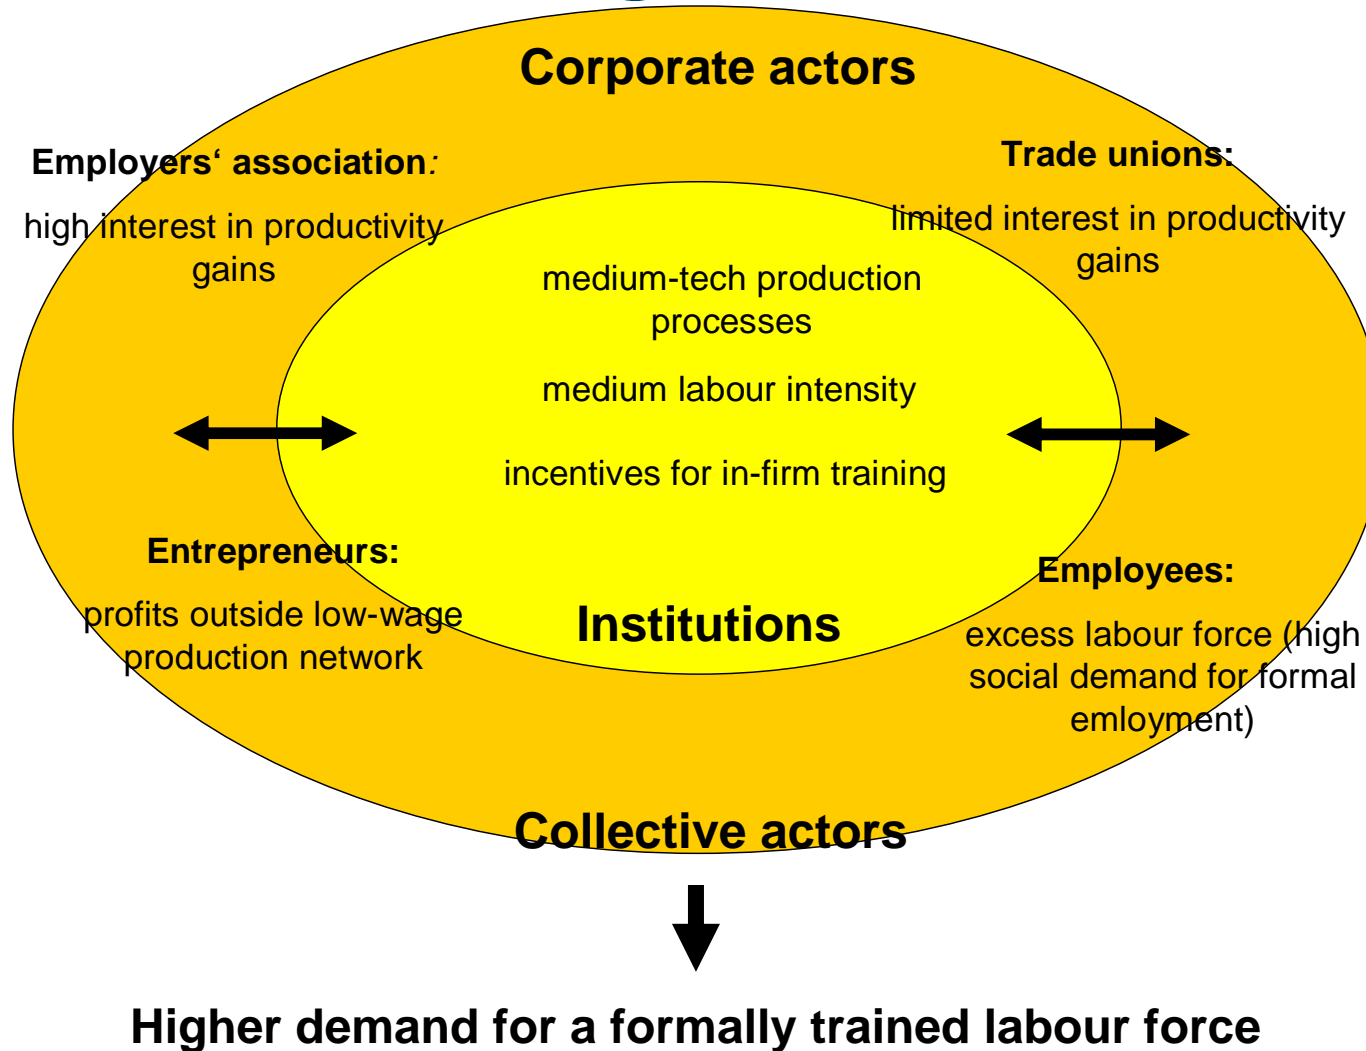 Corporate actors
Employers‘ association:
high interest in productivity
gains
Trade unions:
limited interest in productivity
gains
medium-tech production
processes
medium labour intensity
incentives for in-firm training
Institutions
Entrepreneurs:
profits outside low-wage
production network
Employees:
excess labour force (high
social demand for formal
emloyment)
Collective actors
Higher demand for a formally trained labour force